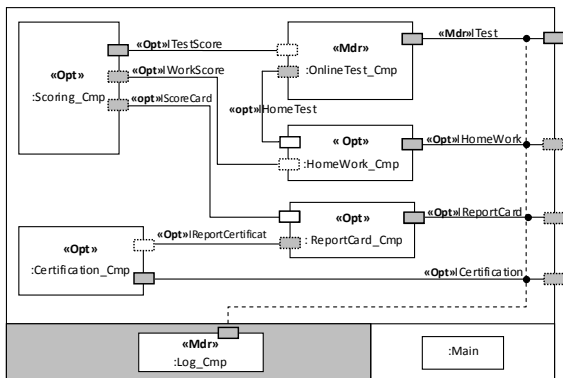 «Opt»ITestScore
«Mdr»
«Mdr»ITest
«Opt»
«Opt»IWorkScore
:OnlineTest_Cmp
:Scoring_Cmp
«opt»IScoreCard
«opt»IHomeTest
« Opt»
«Opt»IHomeWork
:HomeWork_Cmp
«Opt»
«Opt»IReportCard
«Opt»IReportCertificat
: ReportCard_Cmp
«Opt»
:Certification_Cmp
«Opt»ICertification
«Mdr»
:Log_Cmp
:Main